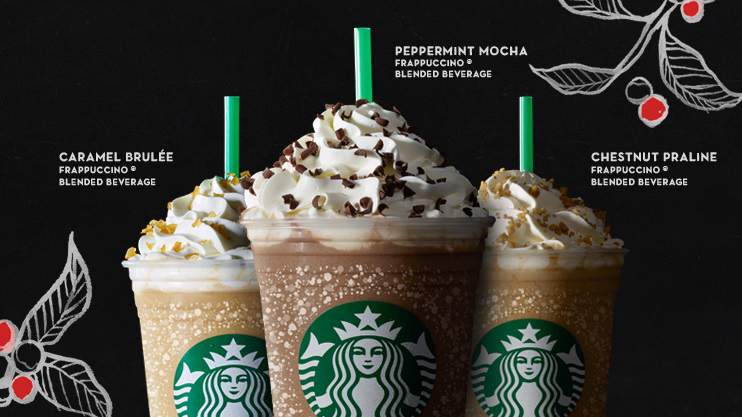 PEPPERMINT MOCHA
FRAPPUCCINO ®
BLENDED BEVERAGE
CARAMEL BRULÉE
FRAPPUCCINO ®
BLENDED BEVERAGE
CHESTNUT PRALINE
FRAPPUCCINO ®
BLENDED BEVERAGE